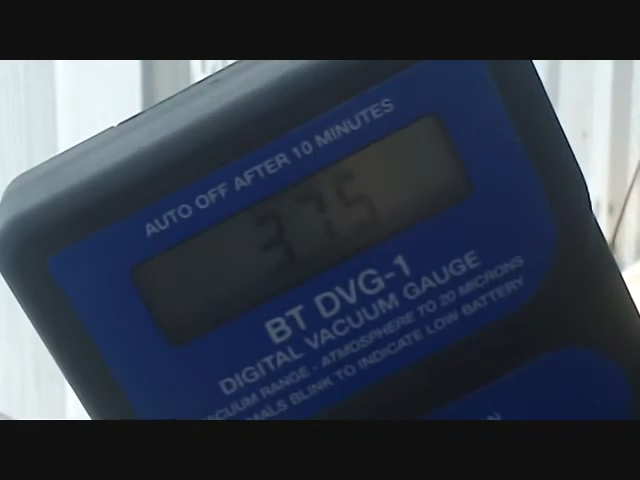 AUTO OFF AFTER 10 MINUTES
375
BT DVG-1
DIGITAL VACUUM GAUGE
VACUUM RANGE - ATMOSPHERE TO 20 MICRONS
BLINK TO INDICATE LOW BATTERY